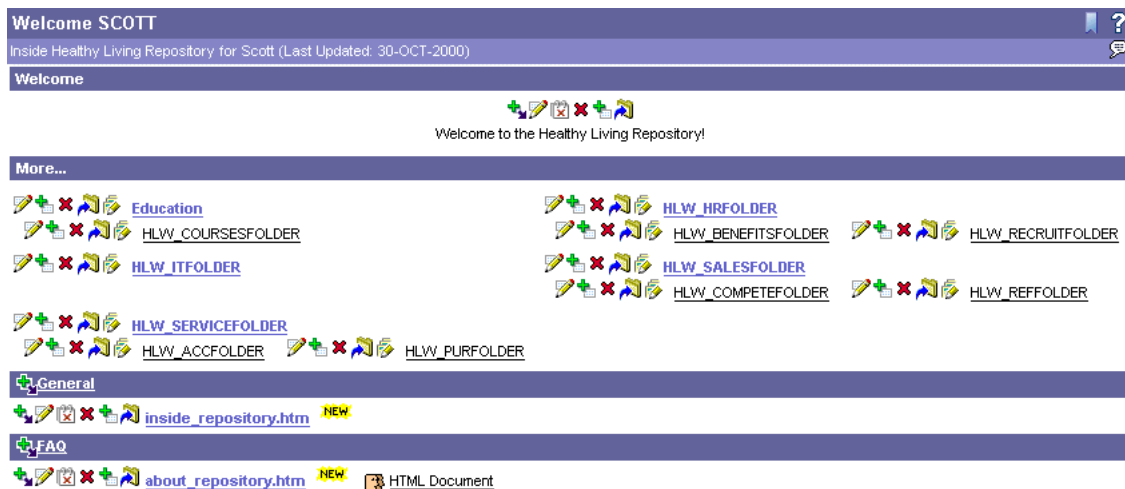 Welcome SCOTT
Inside Healthy Living Repository for Scott (Last Updated: 30-OCT-2000)
Welcome
Welcome to the Healthy Living Repository!
More...
Education HLW_HRFOLDER
HLW_COURSESFOLDER HLW_BENEFITSFOLDER HLW_RECRUITFOLDER
HLW_ITFOLDER HLW_SALESFOLDER
HLW_COMPETEFOLDER HLW_REFFOLDER
HLW_SERVICEFOLDER
HLW_ACCFOLDER HLW_PURFOLDER
General
inside_repository.htm NEW
FAQ
about_repository.htm NEW HTML Document